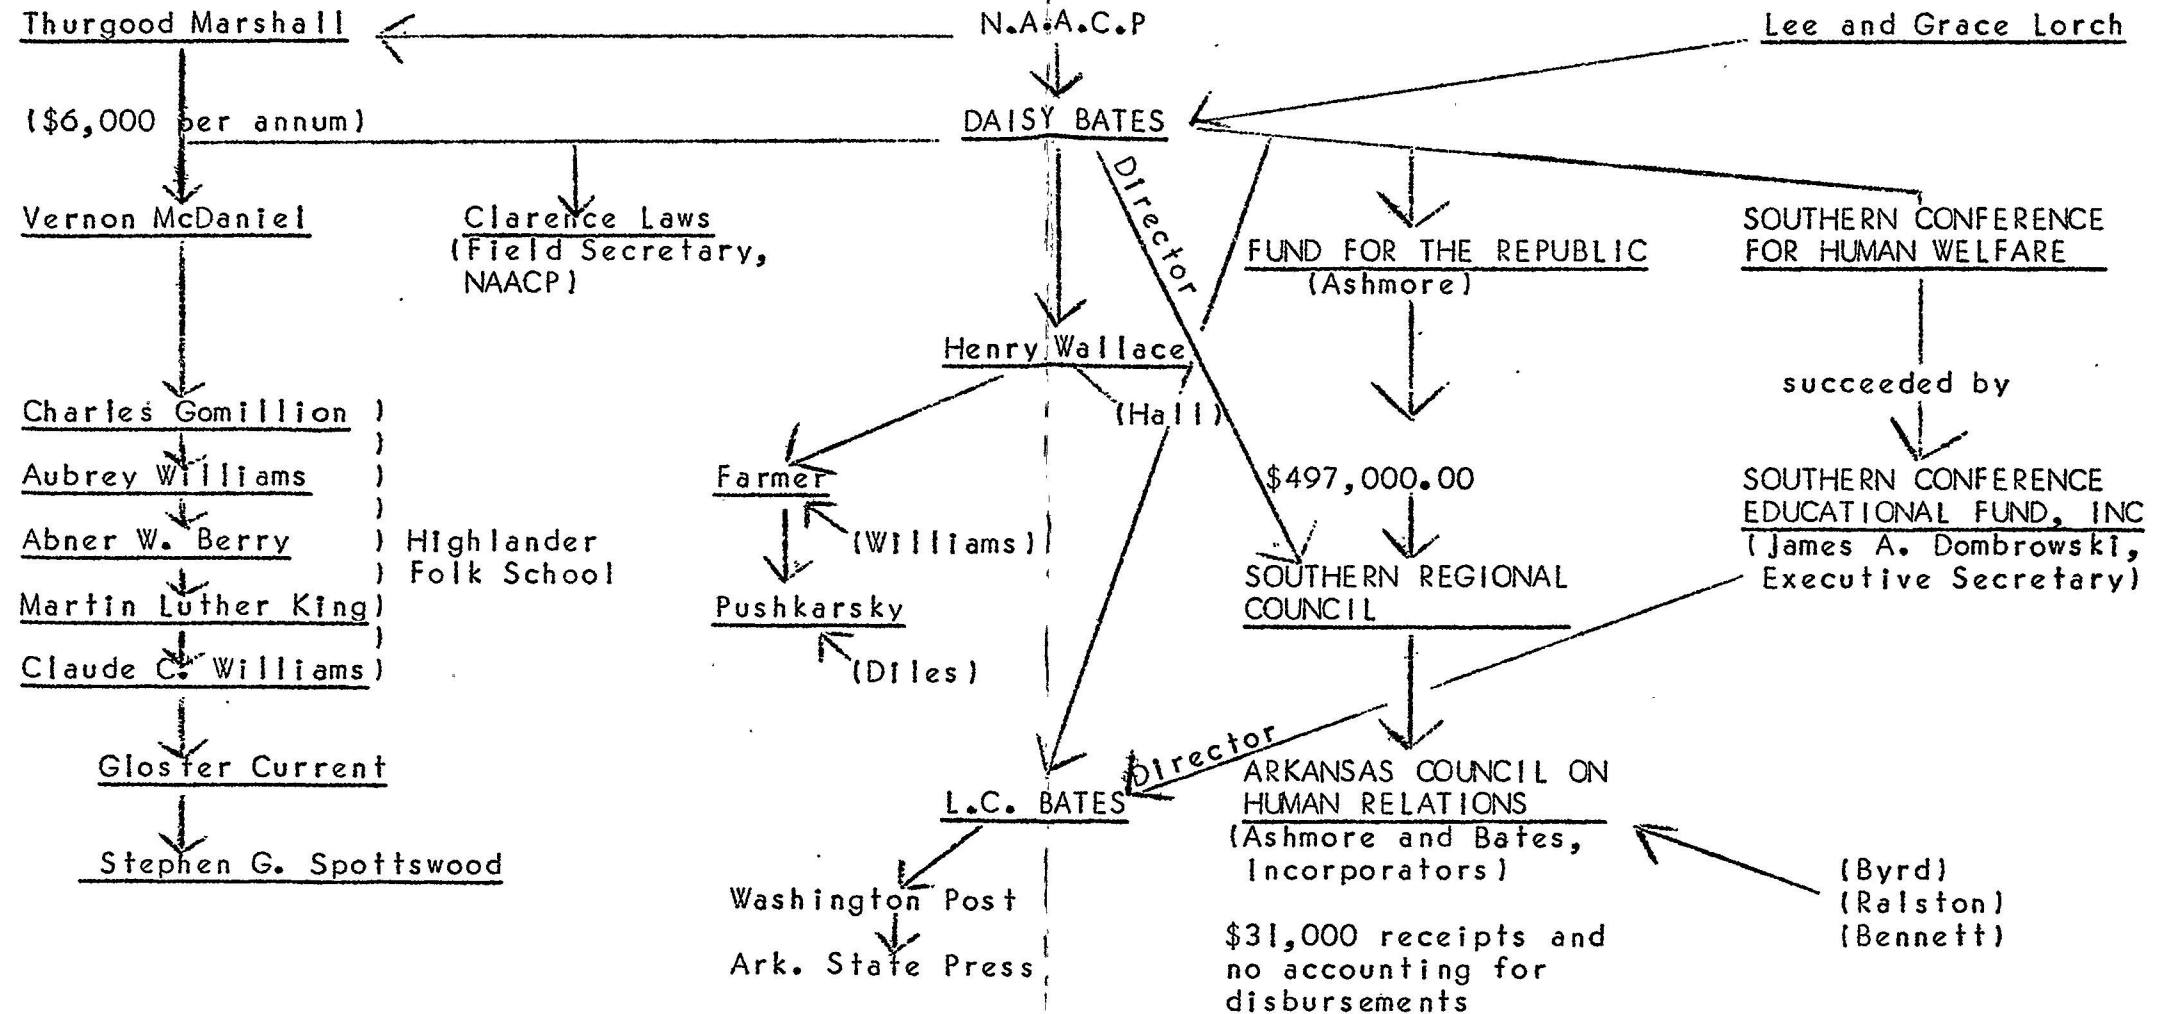 Thurgood Marshall
N.A.A.C.P
Lee and Grace Lorch
($6,000 per annum)
DAISY BATES
Director
Vernon McDaniel
Clarence Laws
(Field Secretary,
NAACP)
FUND FOR THE REPUBLIC
(Ashmore)
SOUTHERN CONFERENCE
FOR HUMAN WELFARE
Henry Wallace
(Hall)
succeeded by
Charles Gomillion )
)
Aubrey Williams )
)
Abner W. Berry )
)
Martin Luther King)
)
Claude C. Williams)
Highlander
Folk School
Farmer
(Williams)
Pushkarsky
(Diles)
$497,000.00
SOUTHERN REGIONAL
COUNCIL
SOUTHERN CONFERENCE
EDUCATIONAL FUND, INC
(James A. Dombrowski,
Executive Secretary)
Gloster Current
Stephen G. Spottswood
Director
L.C. BATES
Washington Post
Ark. State Press
ARKANSAS COUNCIL ON
HUMAN RELATIONS
(Ashmore and Bates,
Incorporators)
$31,000 receipts and
no accounting for
disbursements
(Byrd)
(Ralston)
(Bennett)